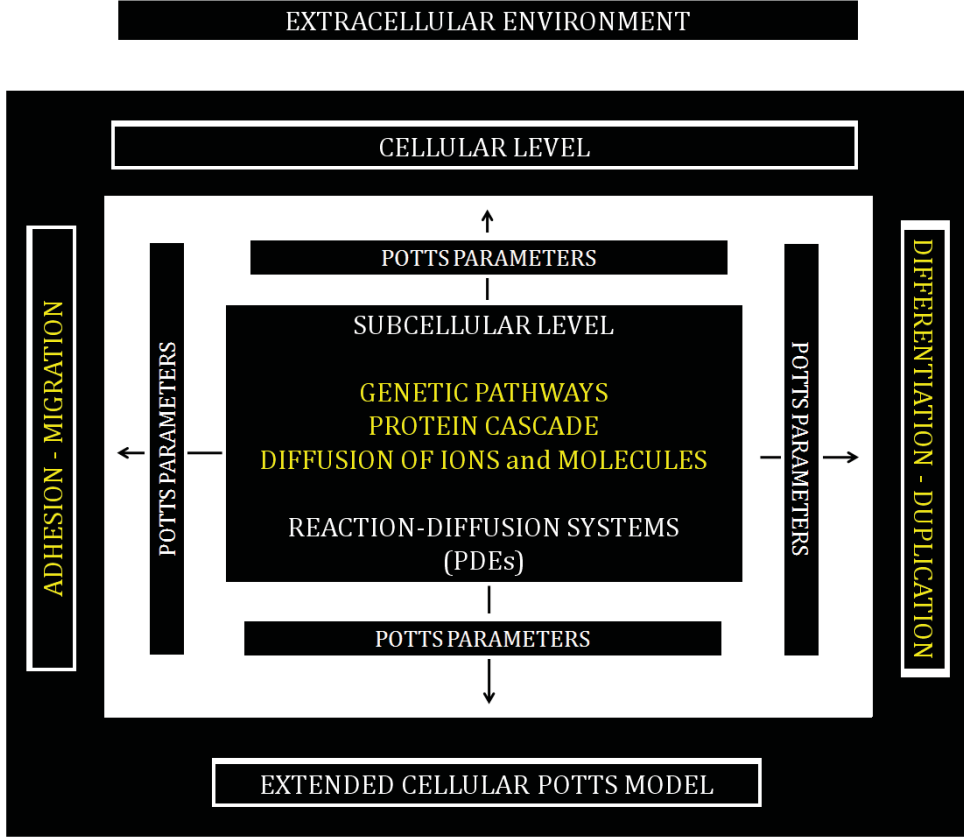 EXTRACELLULAR ENVIRONMENT
CELLULAR LEVEL
POTTS PARAMETERS
ADHESION - MIGRATION
POTTS PARAMETERS
SUBCELLULAR LEVEL
GENETIC PATHWAYS
PROTEIN CASCADE
DIFFUSION OF IONS and MOLECULES
REACTION-DIFFUSION SYSTEMS
(PDEs)
POTTS PARAMETERS
DIFFERENTIATION - DUPLICATION
POTTS PARAMETERS
EXTENDED CELLULAR POTTS MODEL